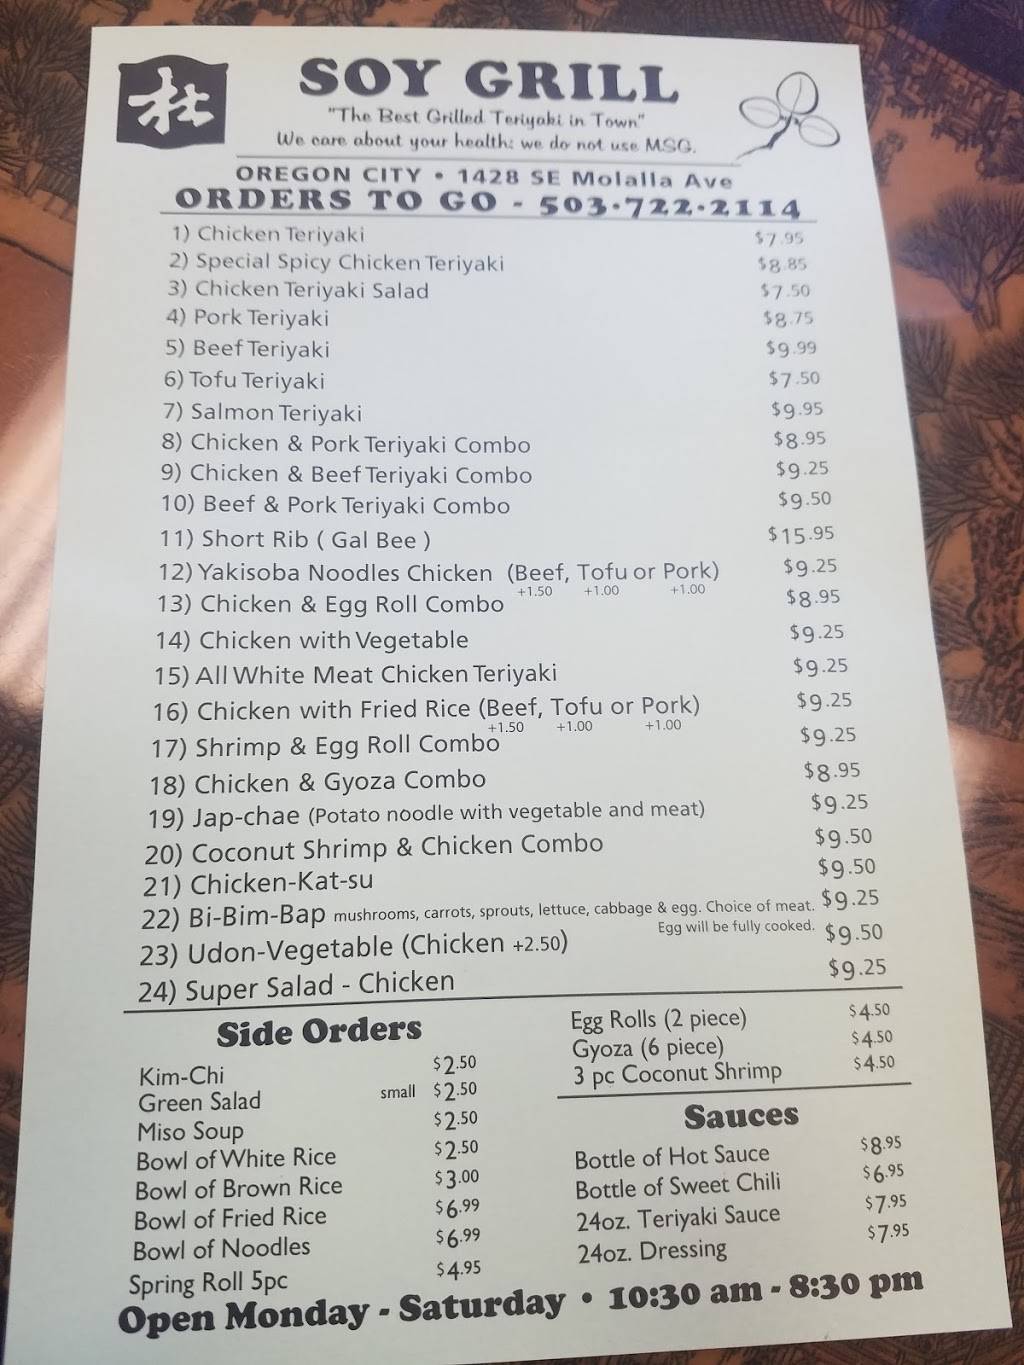 SOY GRILL
"The Best Grilled Teriyaki in Town"
We care about your health: we do not use MSG.
OREGON CITY • 1428 SE Molalla Ave
ORDERS TO GO - 503-722-2114
1) Chicken Teriyaki $7.95
2) Special Spicy Chicken Teriyaki $8.85
3) Chicken Teriyaki Salad $7.50
4) Pork Teriyaki $8.75
5) Beef Teriyaki $9.99
6) Tofu Teriyaki $7.50
7) Salmon Teriyaki $9.95
8) Chicken & Pork Teriyaki Combo $8.95
9) Chicken & Beef Teriyaki Combo $9.25
10) Beef & Pork Teriyaki Combo $9.50
11) Short Rib ( Gal Bee ) $15.95
12) Yakisoba Noodles Chicken (Beef, Tofu or Pork) $9.25
+1.50 +1.00 +1.00
13) Chicken & Egg Roll Combo $8.95
14) Chicken with Vegetable $9.25
15) All White Meat Chicken Teriyaki $9.25
16) Chicken with Fried Rice (Beef, Tofu or Pork) $9.25
+1.50 +1.00 +1.00
17) Shrimp & Egg Roll Combo $9.25
18) Chicken & Gyoza Combo $8.95
19) Jap-chae (Potato noodle with vegetable and meat) $9.25
20) Coconut Shrimp & Chicken Combo $9.50
21) Chicken-Kat-su $9.50
22) Bi-Bim-Bap mushrooms, carrots, sprouts, lettuce, cabbage & egg. Choice of meat. $9.25
Egg will be fully cooked.
23) Udon-Vegetable (Chicken +2.50) $9.50
24) Super Salad - Chicken $9.25
Side Orders
Kim-Chi $2.50
Green Salad small $2.50
Miso Soup $2.50
Bowl of White Rice $2.50
Bowl of Brown Rice $3.00
Bowl of Fried Rice $6.99
Bowl of Noodles $6.99
Spring Roll 5pc $4.95
Egg Rolls (2 piece) $4.50
Gyoza (6 piece) $4.50
3 pc Coconut Shrimp $4.50
Sauces
Bottle of Hot Sauce $8.95
Bottle of Sweet Chili $6.95
24oz. Teriyaki Sauce $7.95
24oz. Dressing $7.95
Open Monday - Saturday • 10:30 am - 8:30 pm